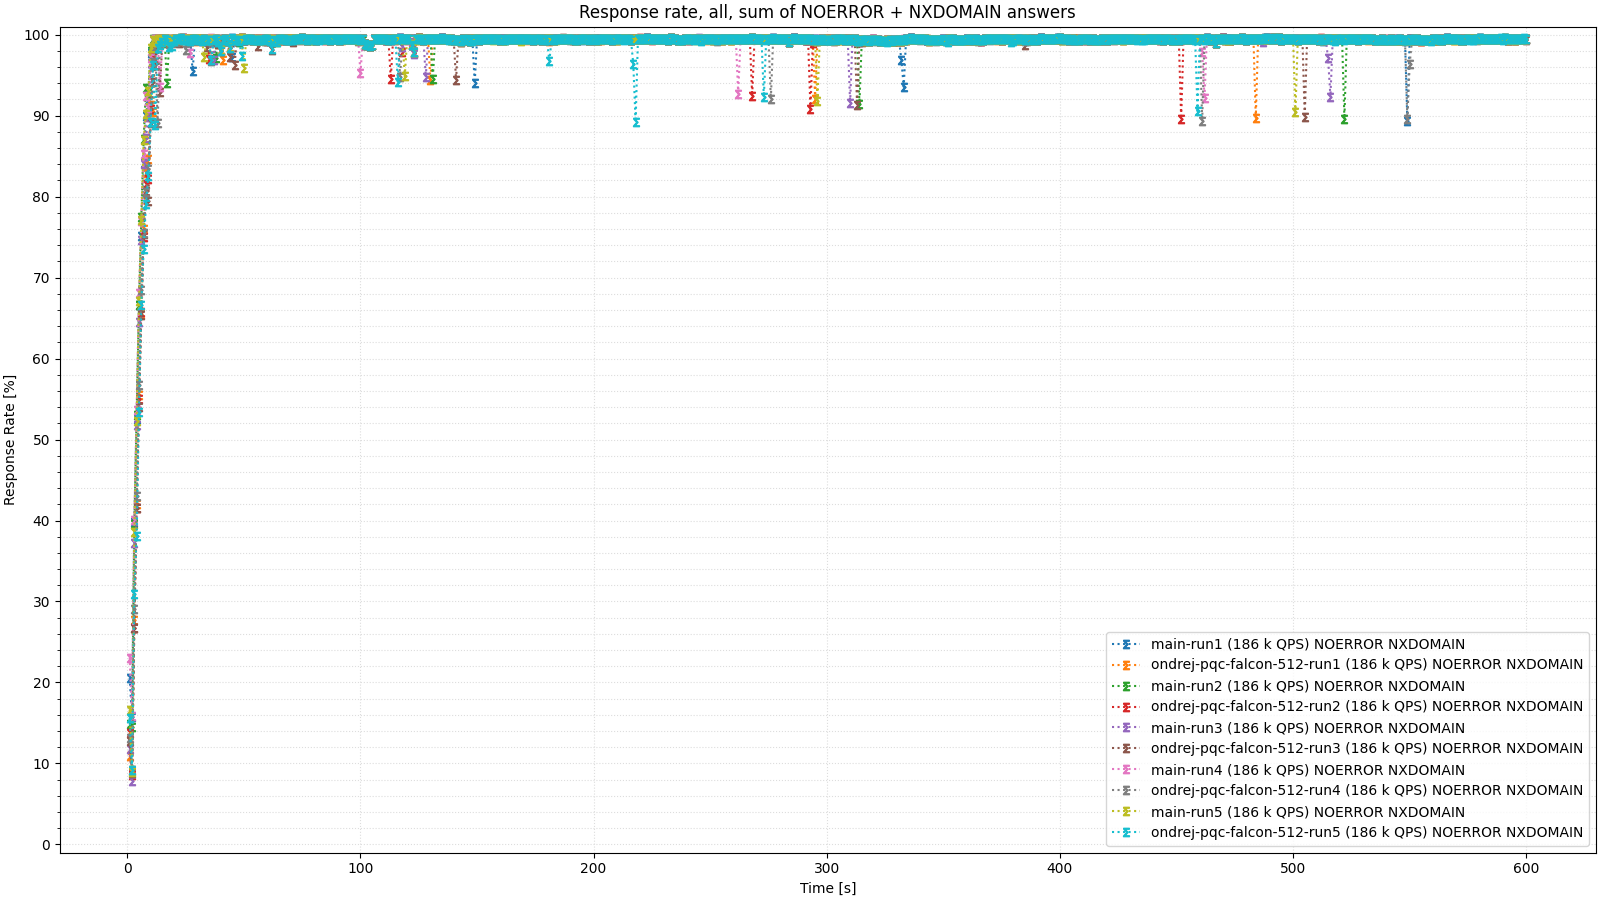 Response rate, all, sum of NOERROR + NXDOMAIN answers
Response Rate [%]
100
90
80
70
60
50
40
30
20
10
0
0
100
200
300
400
500
600
Time [s]
main-run1 (186 k QPS) NOERROR NXDOMAIN
ondrej-pqc-falcon-512-run1 (186 k QPS) NOERROR NXDOMAIN
main-run2 (186 k QPS) NOERROR NXDOMAIN
ondrej-pqc-falcon-512-run2 (186 k QPS) NOERROR NXDOMAIN
main-run3 (186 k QPS) NOERROR NXDOMAIN
ondrej-pqc-falcon-512-run3 (186 k QPS) NOERROR NXDOMAIN
main-run4 (186 k QPS) NOERROR NXDOMAIN
ondrej-pqc-falcon-512-run4 (186 k QPS) NOERROR NXDOMAIN
main-run5 (186 k QPS) NOERROR NXDOMAIN
ondrej-pqc-falcon-512-run5 (186 k QPS) NOERROR NXDOMAIN